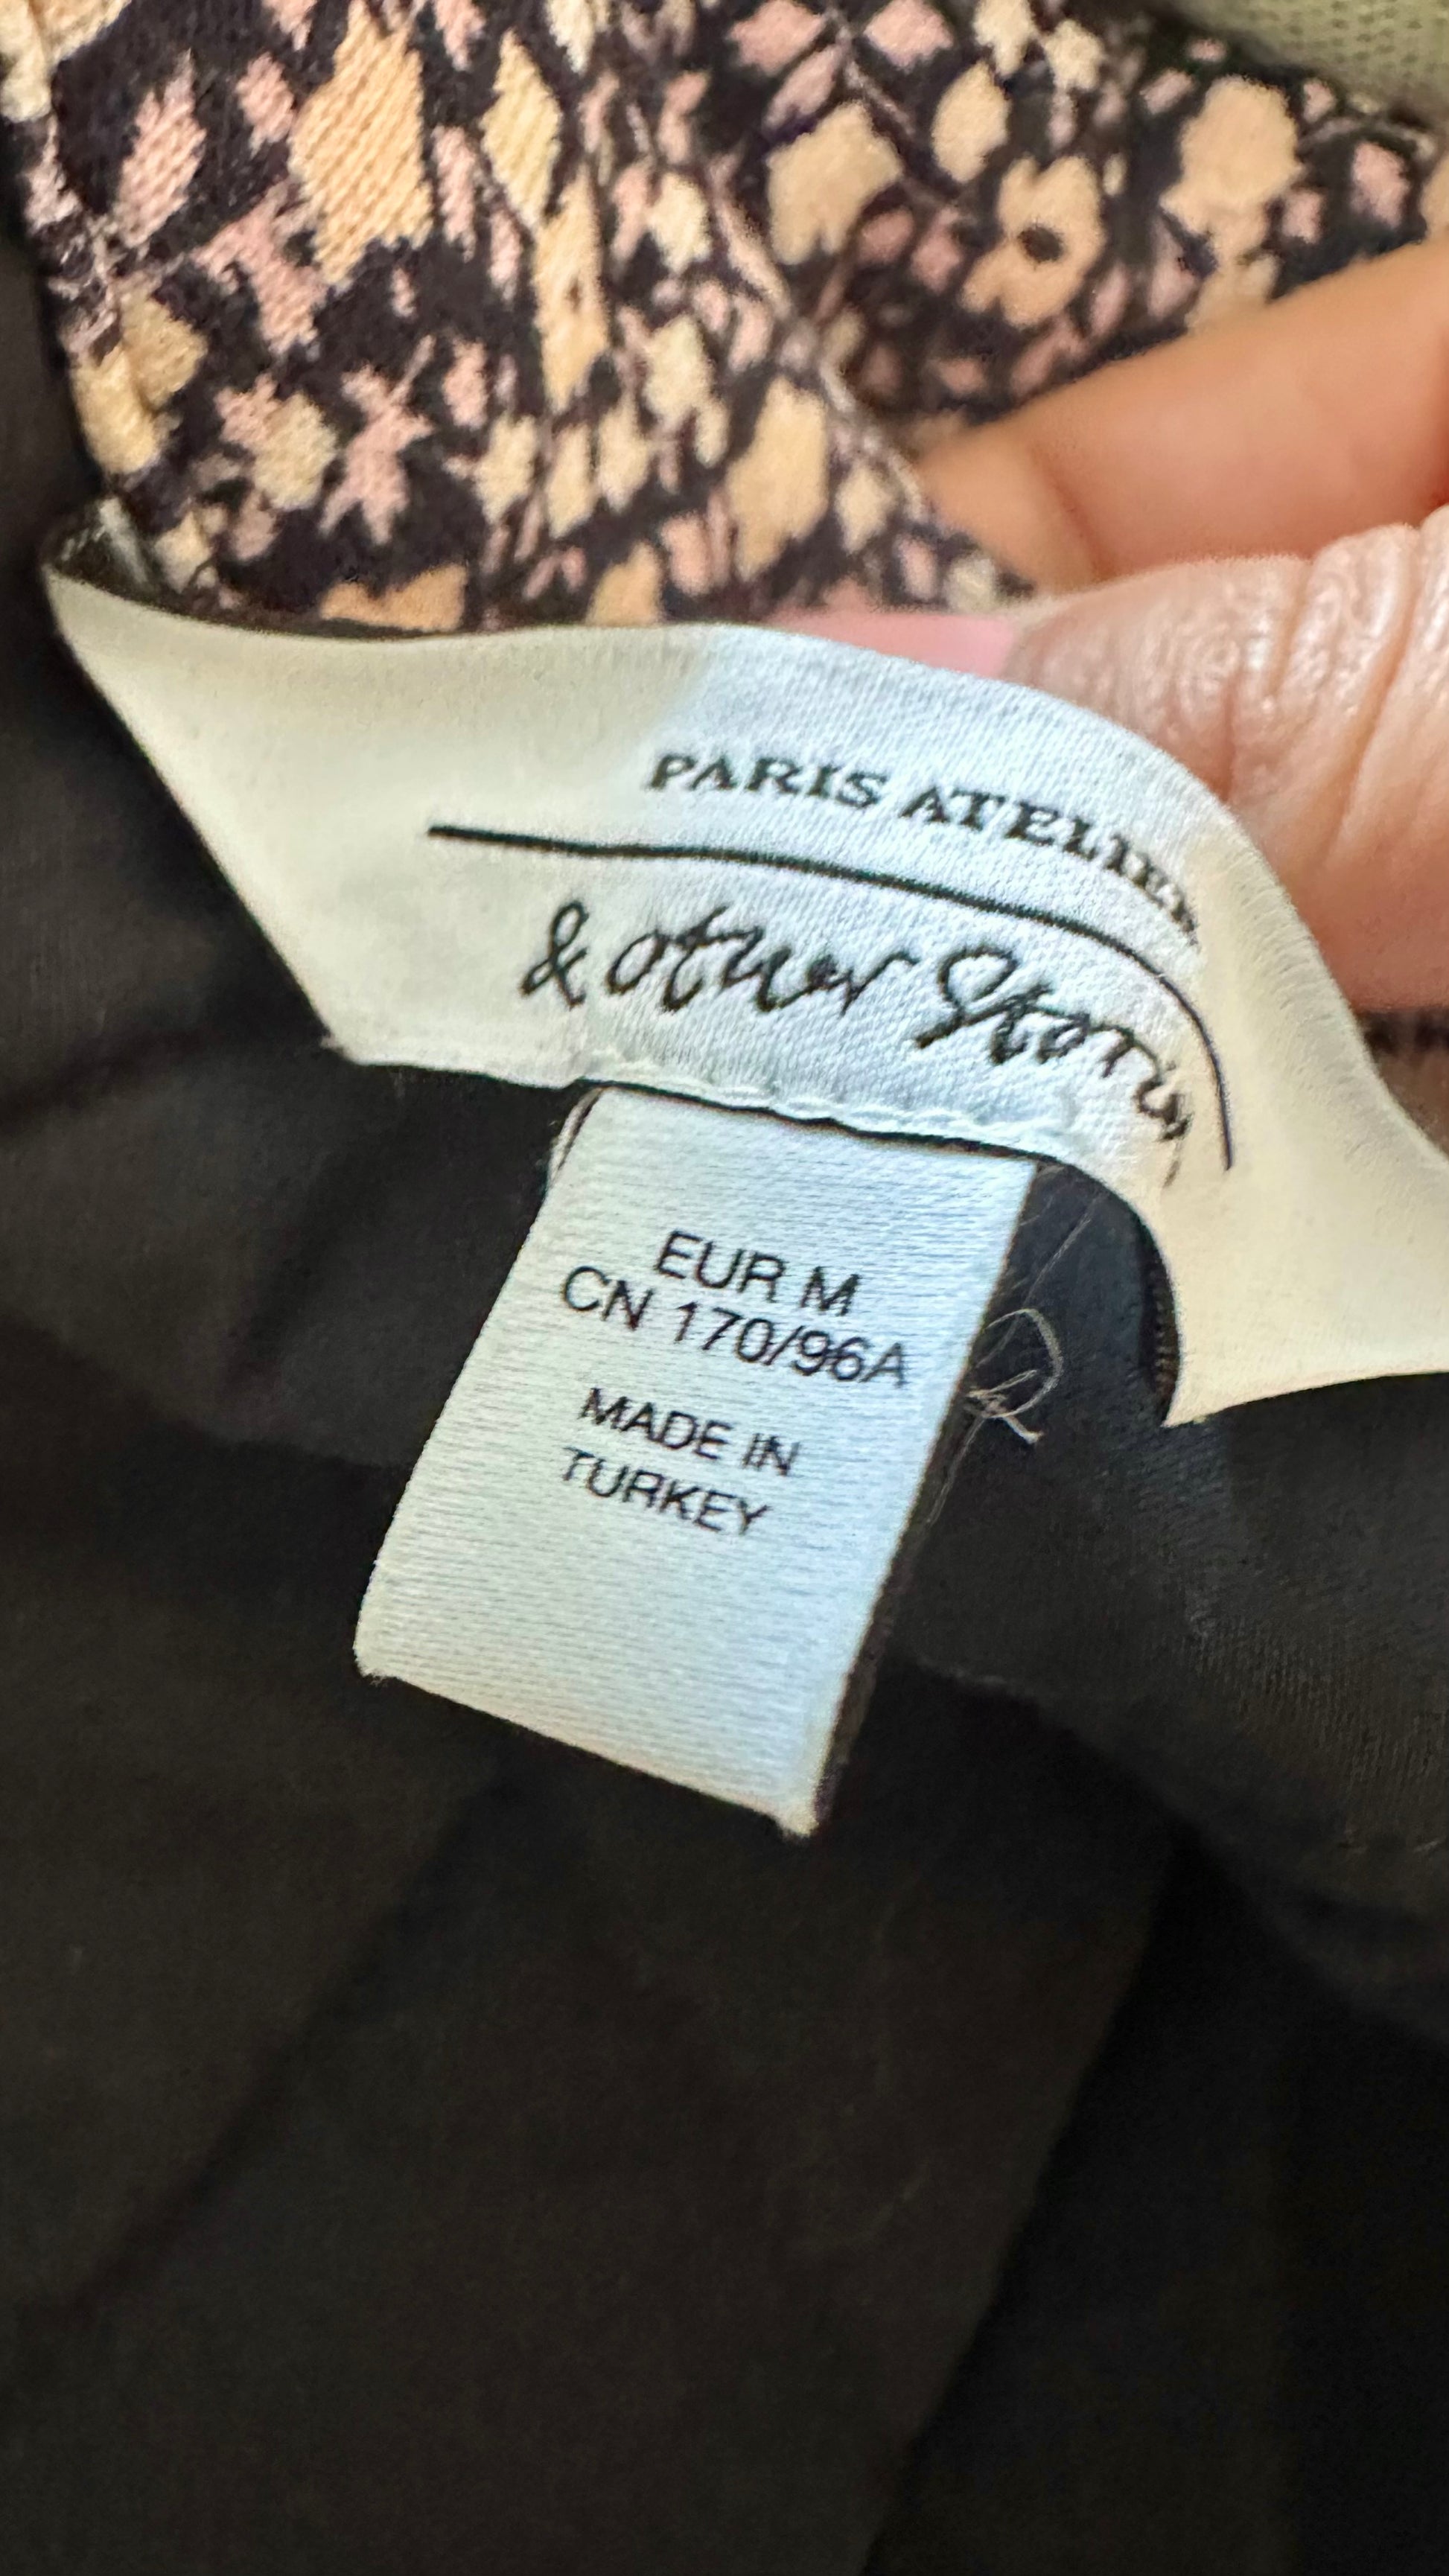 PARIS ATELIER
& other Stories
EUR M
CN 170/96A
MADE IN
TURKEY